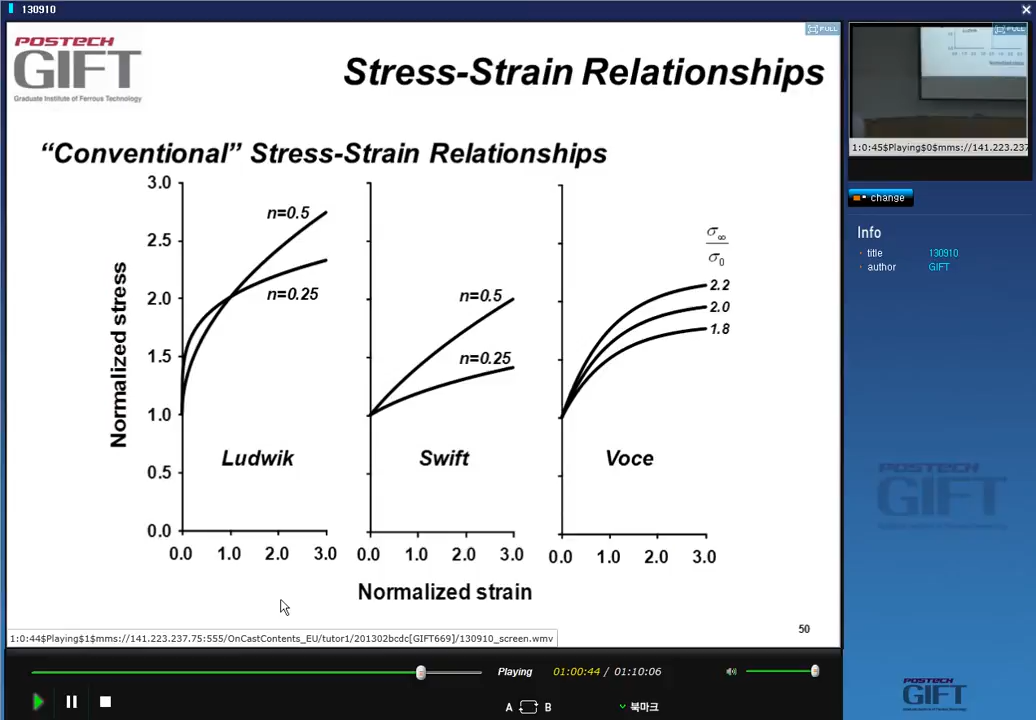 130910
POSTECH
GIFT
Graduate Institute of Ferrous Technology
FULL
Stress-Strain Relationships
"Conventional" Stress-Strain Relationships
3.0
2.5
2.0
1.5
1.0
0.5
0.0
Normalized stress
n=0.5
n=0.25
Ludwik
0.0 1.0 2.0 3.0
n=0.5
n=0.25
Swift
0.0 1.0 2.0 3.0
σ∞
σ0
2.2
2.0
1.8
Voce
0.0 1.0 2.0 3.0
Normalized strain
50
1:0:44$Playing$1$mms://141.223.237.75:555/OnCastContents_EU/tutor1/201302bcdc[GIFT669]/130910_screen.wmv
Playing 01:00:44 / 01:10:06
A B 북마크
FULL
1:0:45$Playing$0$mms://141.223.237
change
Info
title 130910
author GIFT
POSTECH
GIFT
POSTECH
GIFT